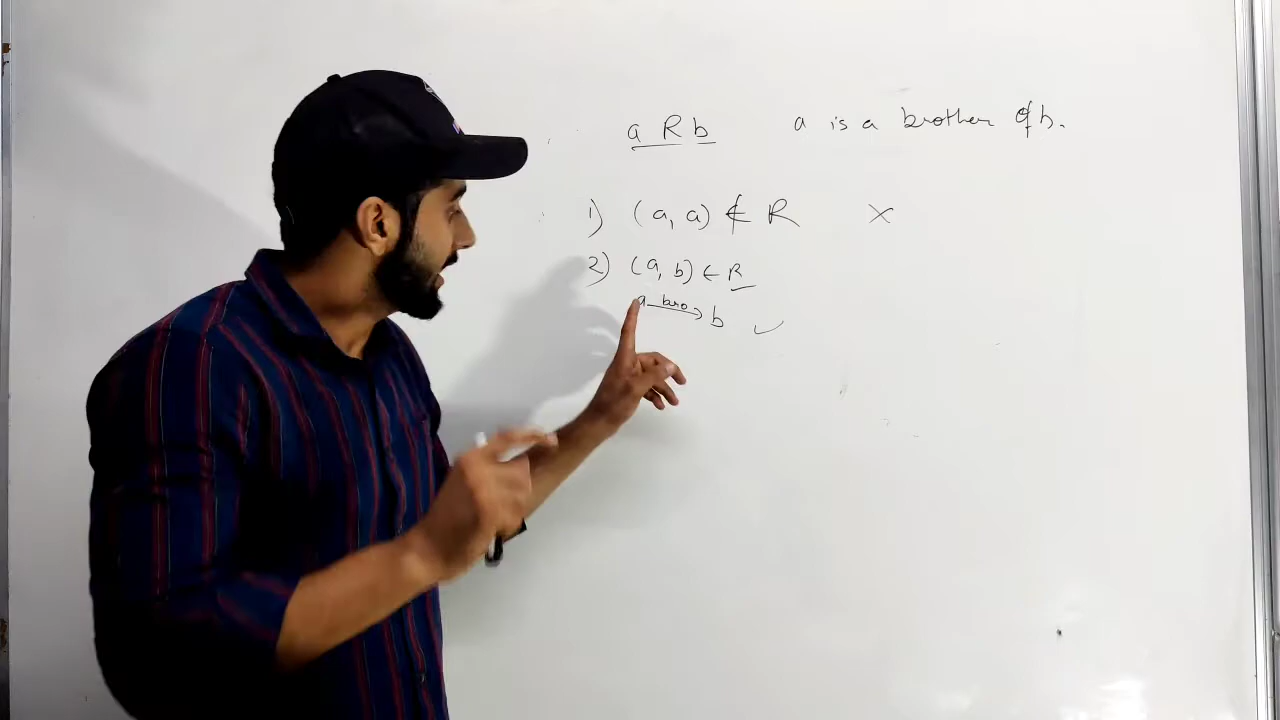 a R b a is a brother of b.
1) (a, a) ∉ R ×
2) (a, b) ∈ R
a bro→ b ✓